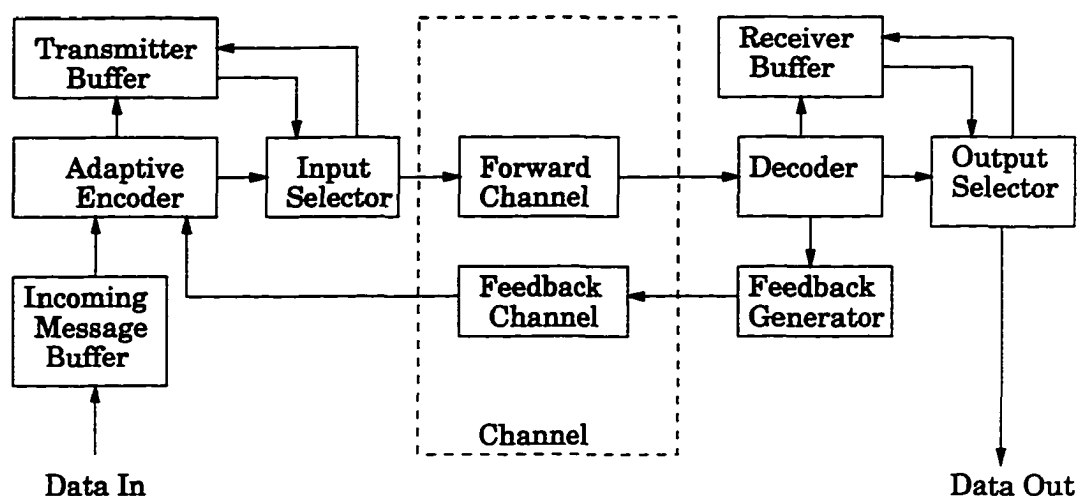 Transmitter
Buffer
Receiver
Buffer
Adaptive
Encoder
Input
Selector
Forward
Channel
Decoder
Output
Selector
Incoming
Message
Buffer
Feedback
Channel
Feedback
Generator
Channel
Data In
Data Out